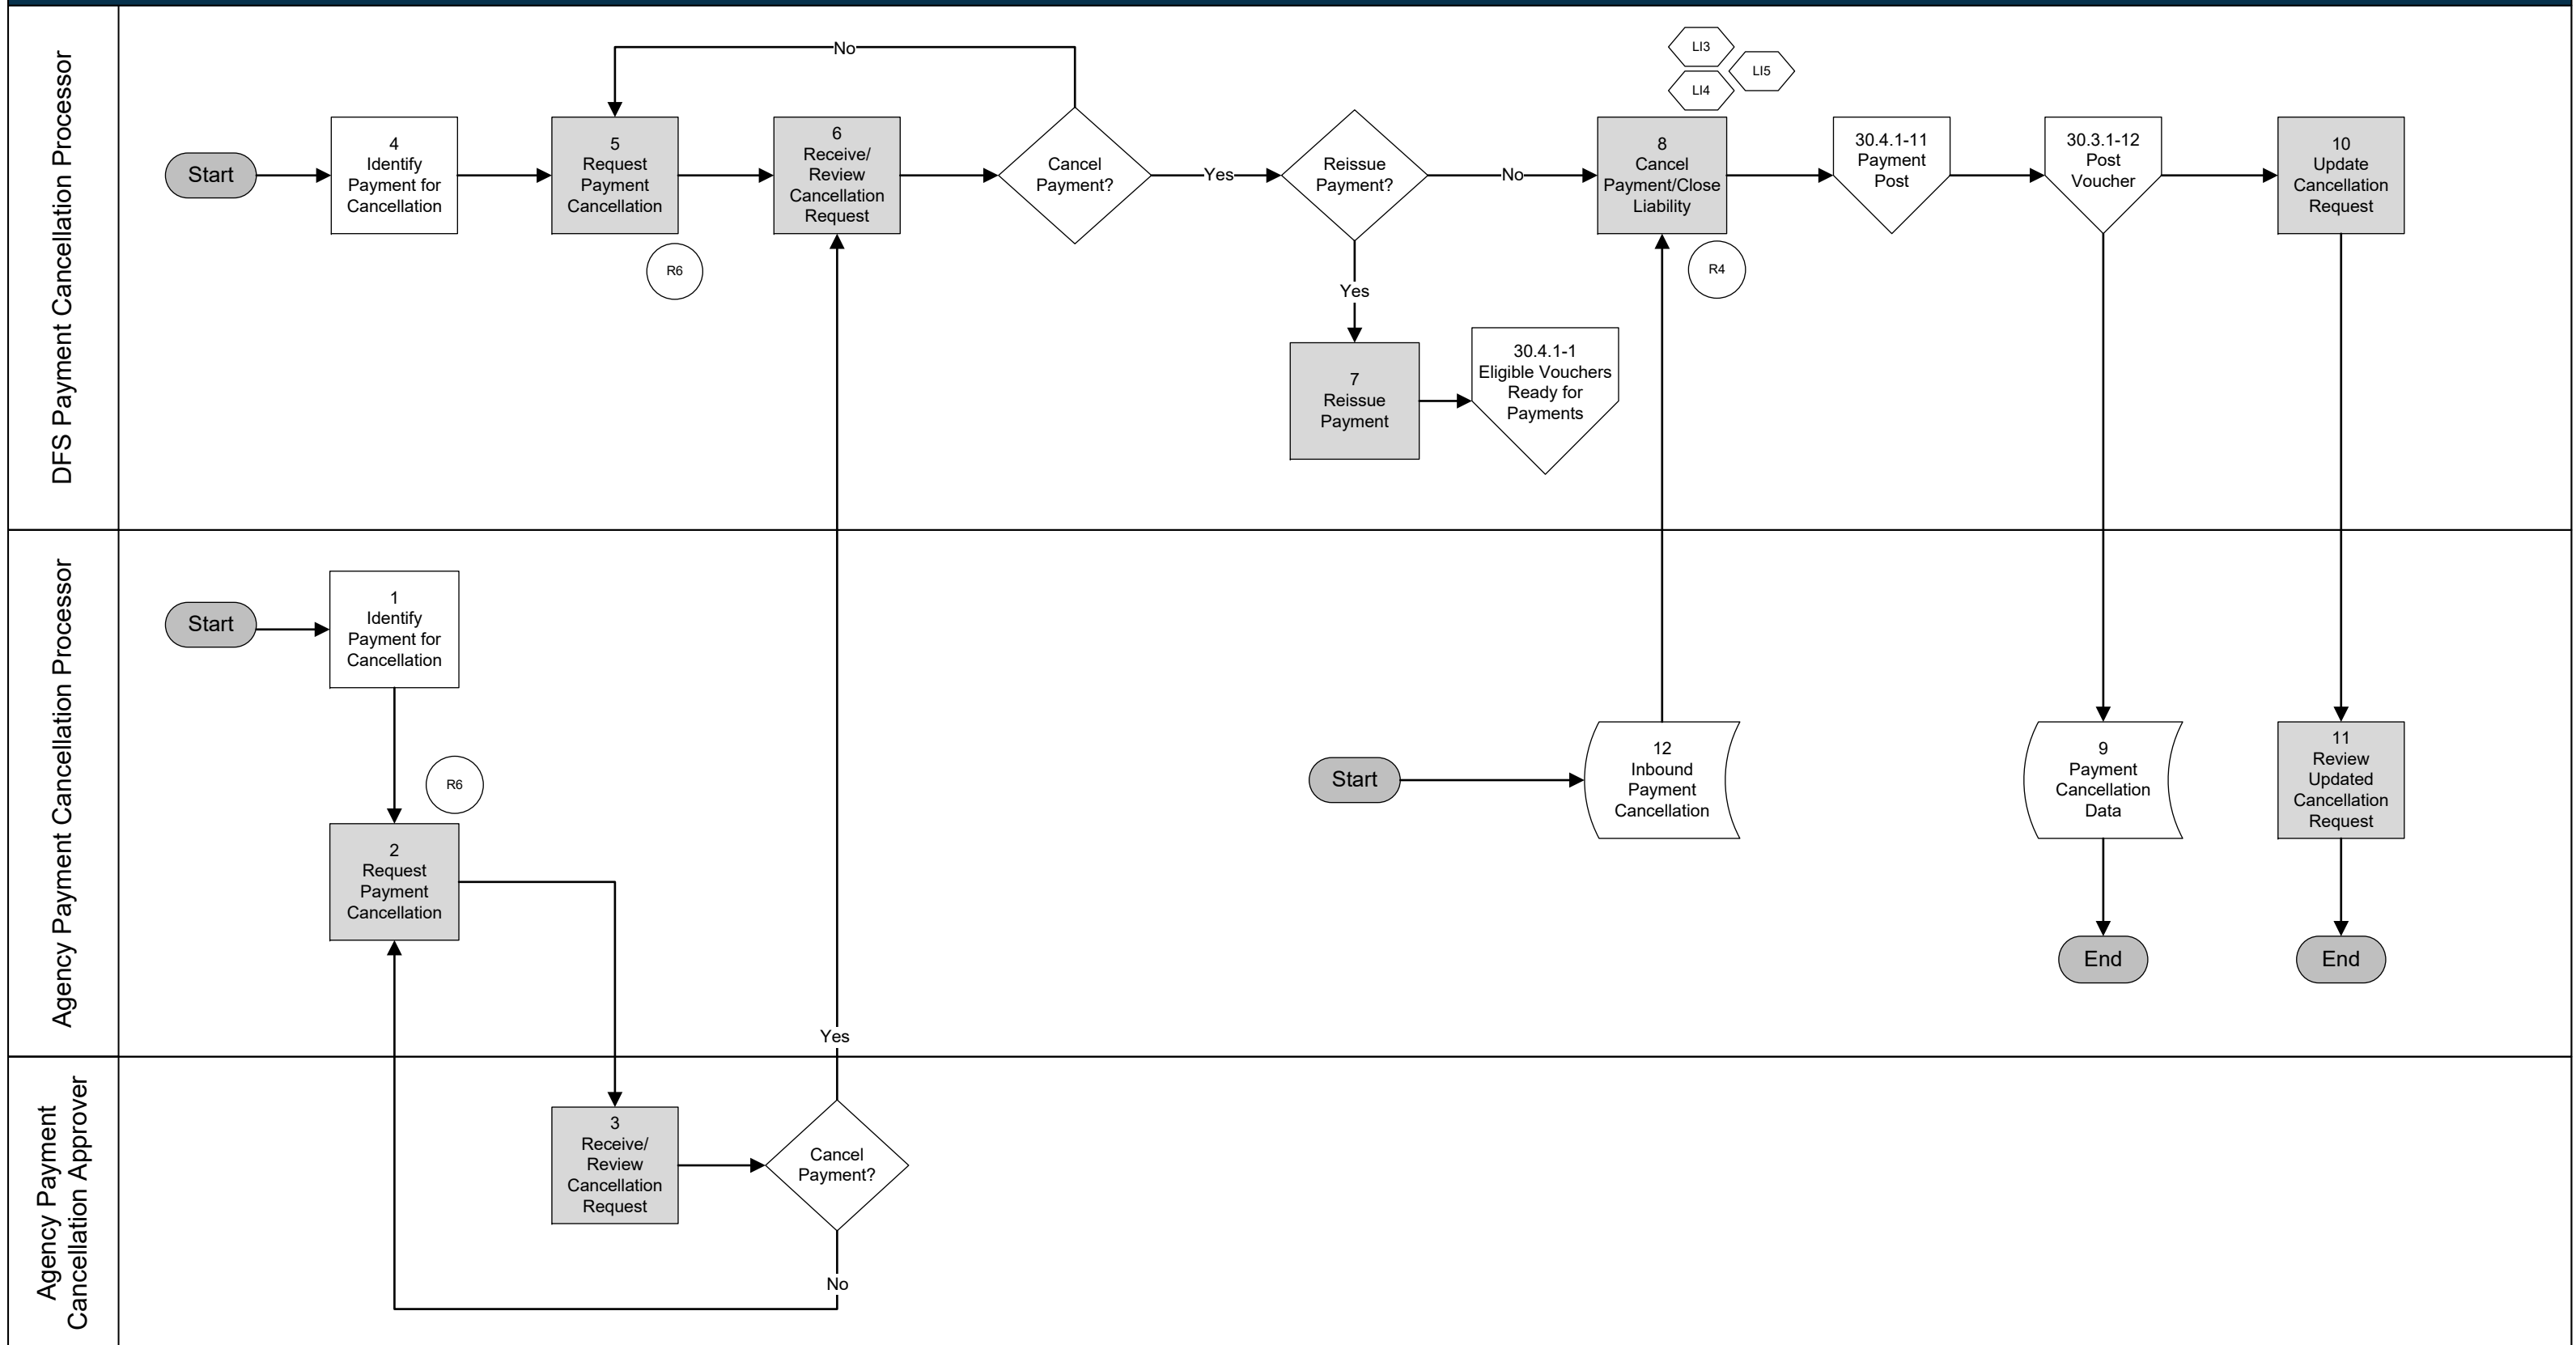 DFS Payment Cancellation Processor
Start
4
Identify
Payment for
Cancellation
5
Request
Payment
Cancellation
R6
6
Receive/
Review
Cancellation
Request
No
Cancel
Payment?
Yes
Reissue
Payment?
No
Yes
7
Reissue
Payment
30.4.1-1
Eligible Vouchers
Ready for
Payments
LI3
LI4
LI5
8
Cancel
Payment/Close
Liability
R4
30.4.1-11
Payment
Post
30.3.1-12
Post
Voucher
10
Update
Cancellation
Request
Agency Payment Cancellation Processor
Start
1
Identify
Payment for
Cancellation
R6
2
Request
Payment
Cancellation
Start
12
Inbound
Payment
Cancellation
9
Payment
Cancellation
Data
End
11
Review
Updated
Cancellation
Request
End
Yes
Agency Payment
Cancellation Approver
3
Receive/
Review
Cancellation
Request
Cancel
Payment?
No